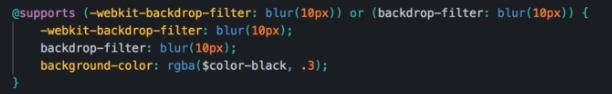 @supports (-webkit-backdrop-filter: blur(10px)) or (backdrop-filter: blur(10px)) {
-webkit-backdrop-filter: blur(10px);
backdrop-filter: blur(10px);
background-color: rgba($color-black, .3);
}